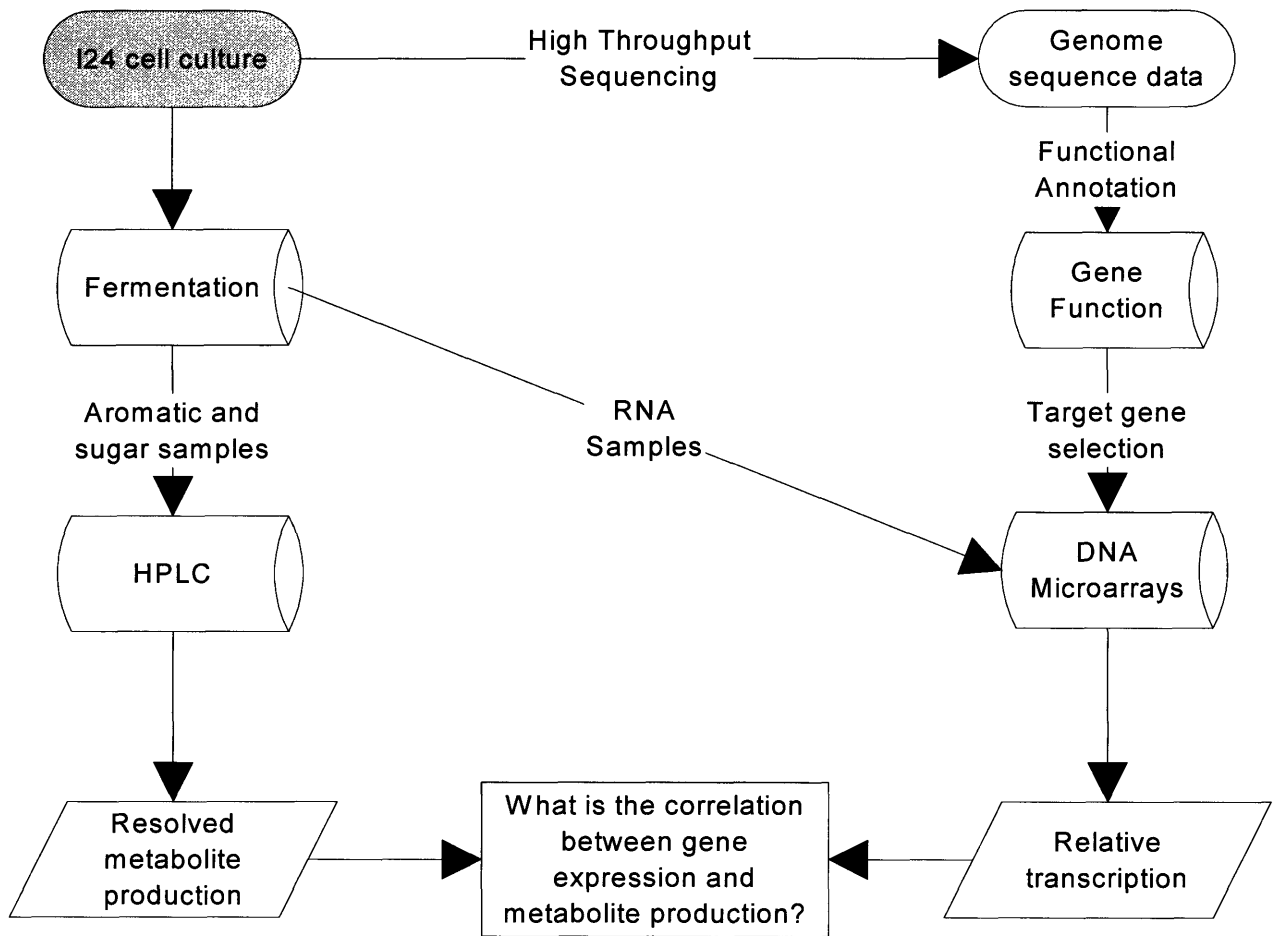 I24 cell culture
High Throughput
Sequencing
Genome
sequence data
Functional
Annotation
Fermentation
Gene
Function
Aromatic and
sugar samples
RNA
Samples
Target gene
selection
HPLC
DNA
Microarrays
Resolved
metabolite
production
What is the correlation
between gene
expression and
metabolite production?
Relative
transcription